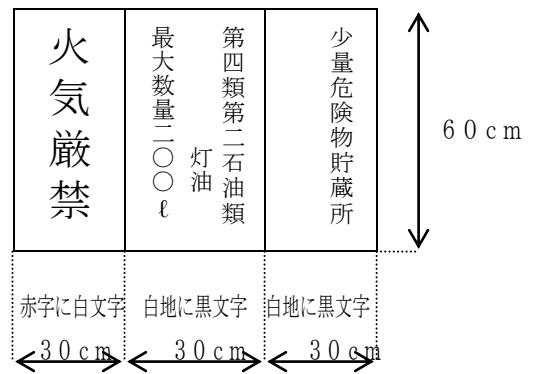 少量危険物貯蔵所
第四類第二石油類
灯油
最大数量二〇〇ℓ
火気厳禁
60cm
赤字に白文字
白地に黒文字
白地に黒文字
30cm
30cm
30cm